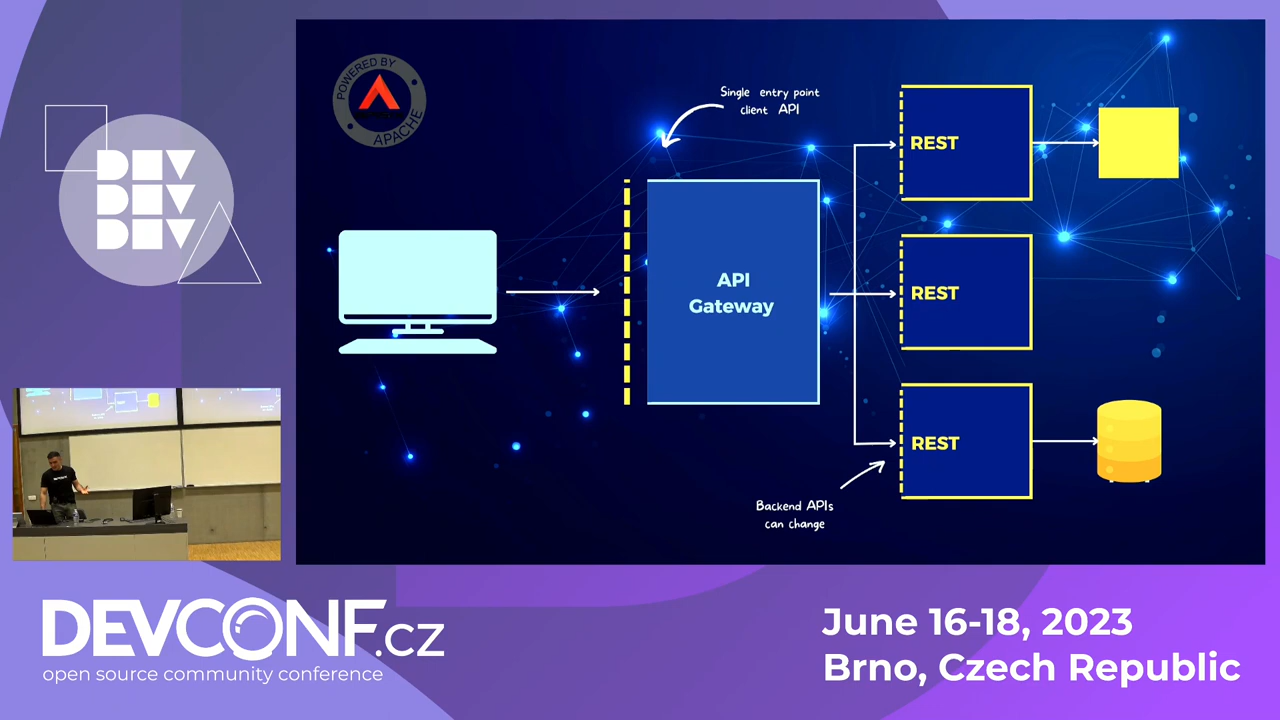 DEV
DEV
DEV
POWERED BY
APACHE
Single entry point
client API
API
Gateway
REST
REST
REST
Backend APIs
can change
DEVCONF.cz
open source community conference
June 16-18, 2023
Brno, Czech Republic